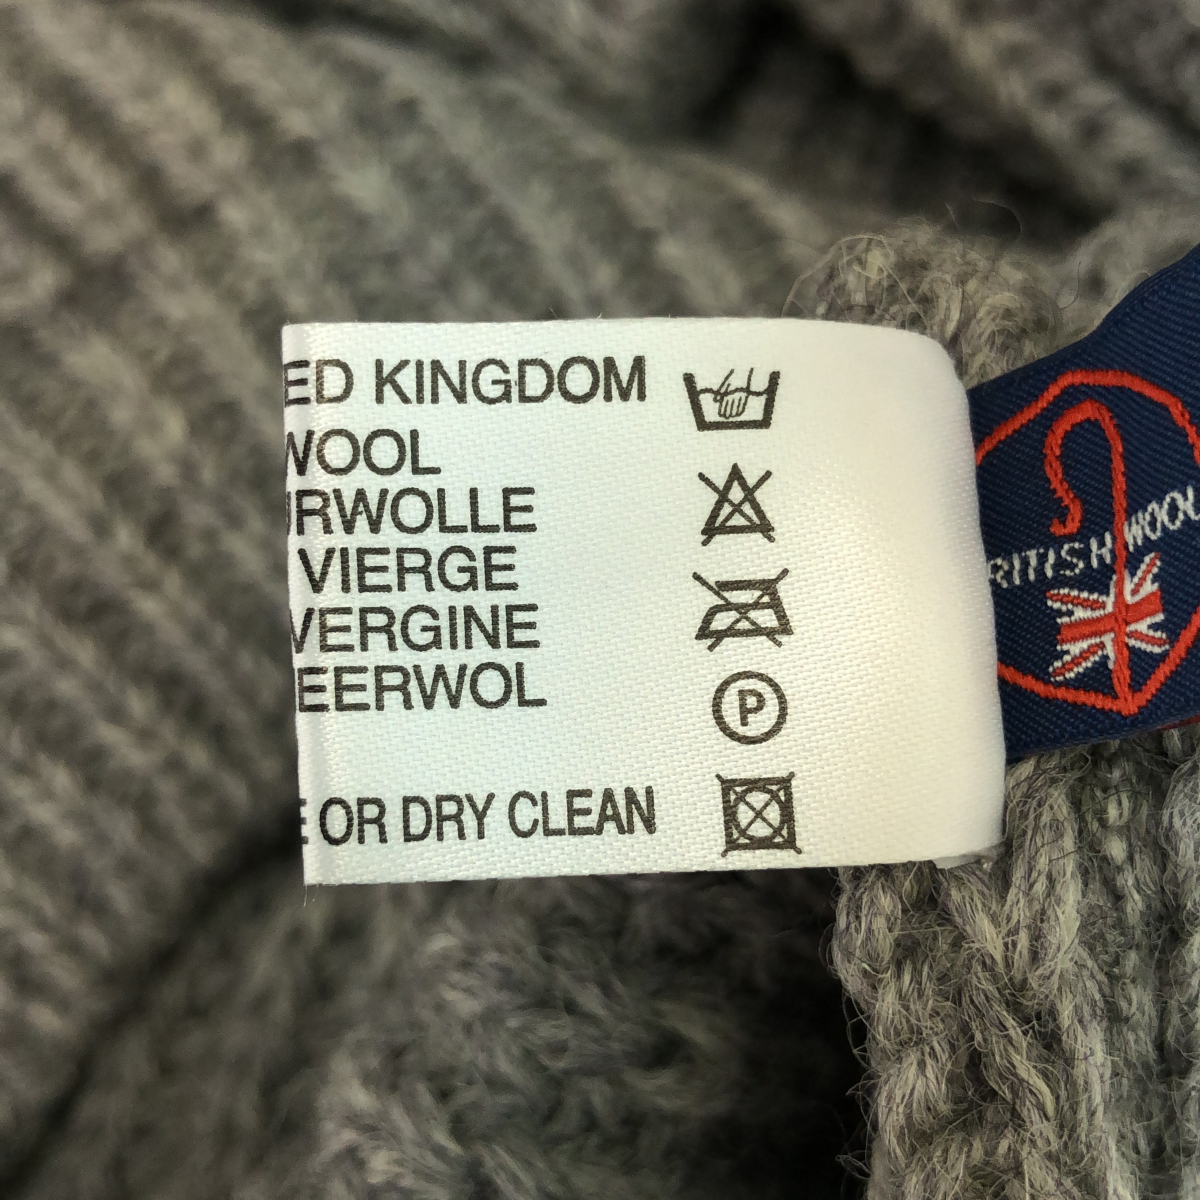 ED KINGDOM
WOOL
URWOLLE
VIERGE
VERGINE
EERWOL
E OR DRY CLEAN
P
RITISH WOOL